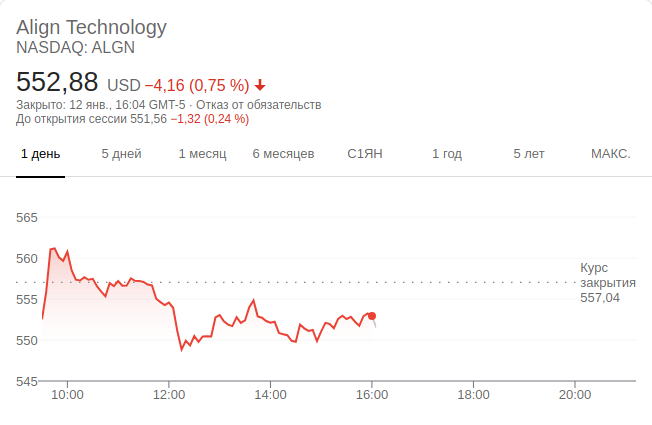 Align Technology
NASDAQ: ALGN
552,88 USD −4,16 (0,75 %)
Закрыто: 12 янв., 16:04 GMT-5 · Отказ от обязательств
До открытия сессии 551,56 −1,32 (0,24 %)
1 день 5 дней 1 месяц 6 месяцев С1ЯН 1 год 5 лет МАКС.
565
560
Курс
закрытия
557,04
555
550
545
10:00 12:00 14:00 16:00 18:00 20:00